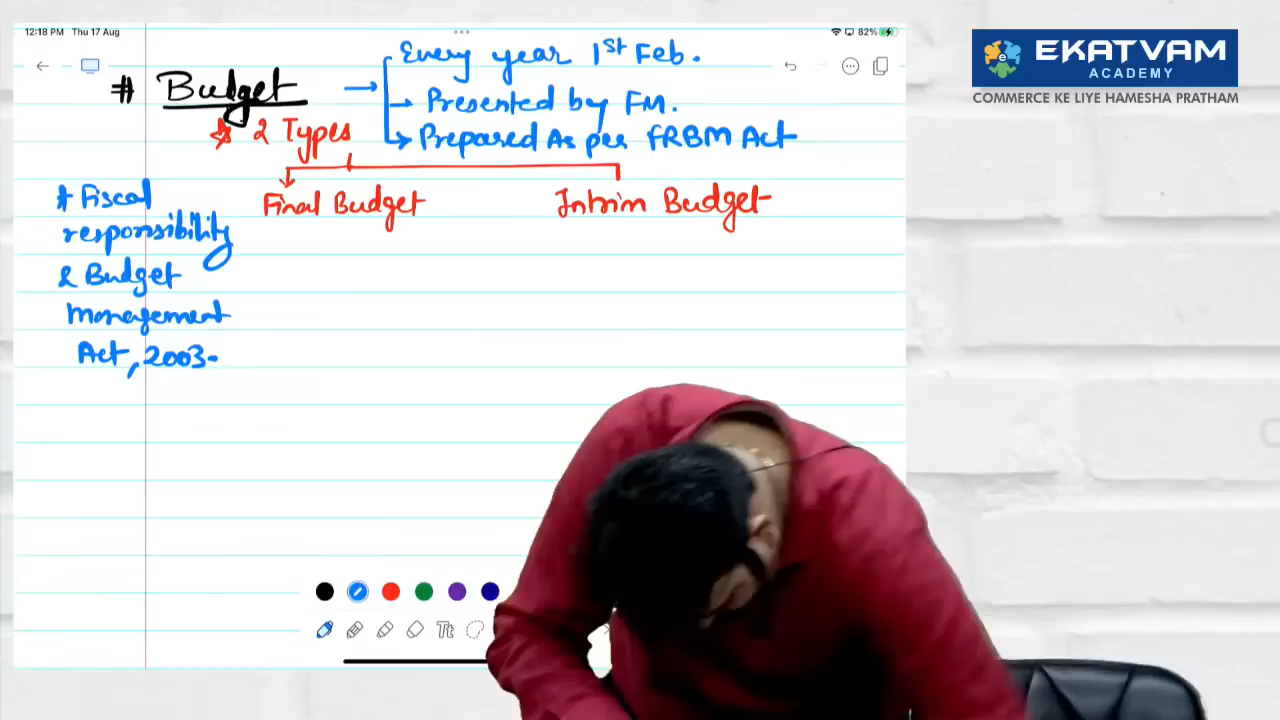 12:18 PM Thu 17 Aug
82%
# Budget
Every year 1st Feb.
Presented by FM.
Prepared As per FRBM Act
2 Types
Final Budget
Intrim Budget
* Fiscal
responsibility
& Budget
Management
Act, 2003-
Tt
EKATVAM
ACADEMY
COMMERCE KE LIYE HAMESHA PRATHAM